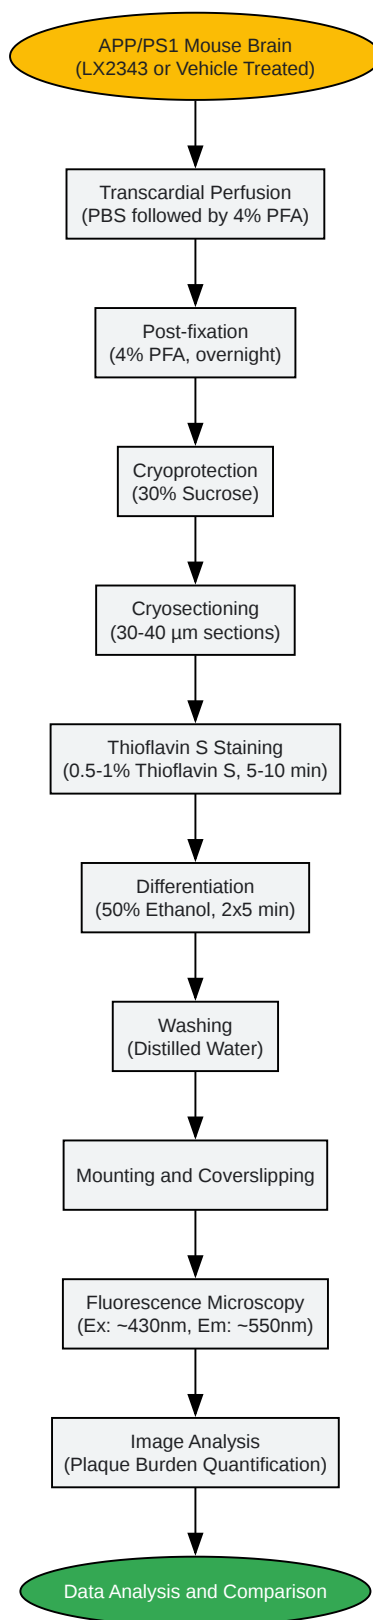 APP/PS1 Mouse Brain
(LX2343 or Vehicle Treated)
Transcardial Perfusion
(PBS followed by 4% PFA)
Post-fixation
(4% PFA, overnight)
Cryoprotection
(30% Sucrose)
Cryosectioning
(30-40 µm sections)
Thioflavin S Staining
(0.5-1% Thioflavin S, 5-10 min)
Differentiation
(50% Ethanol, 2x5 min)
Washing
(Distilled Water)
Mounting and Coverslipping
Fluorescence Microscopy
(Ex: ~430nm, Em: ~550nm)
Image Analysis
(Plaque Burden Quantification)
Data Analysis and Comparison